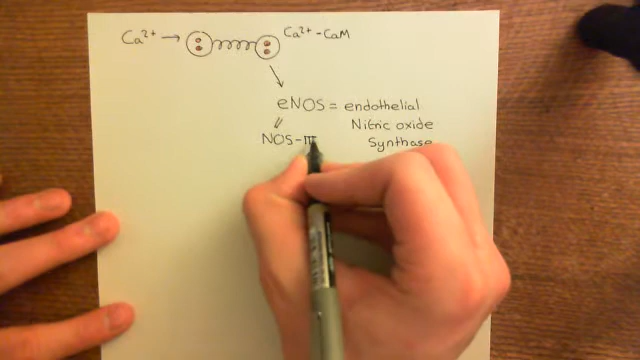 Ca²⁺ → Ca²⁺-CaM
eNOS = endothelial
Nitric oxide
NOS-III Synthase